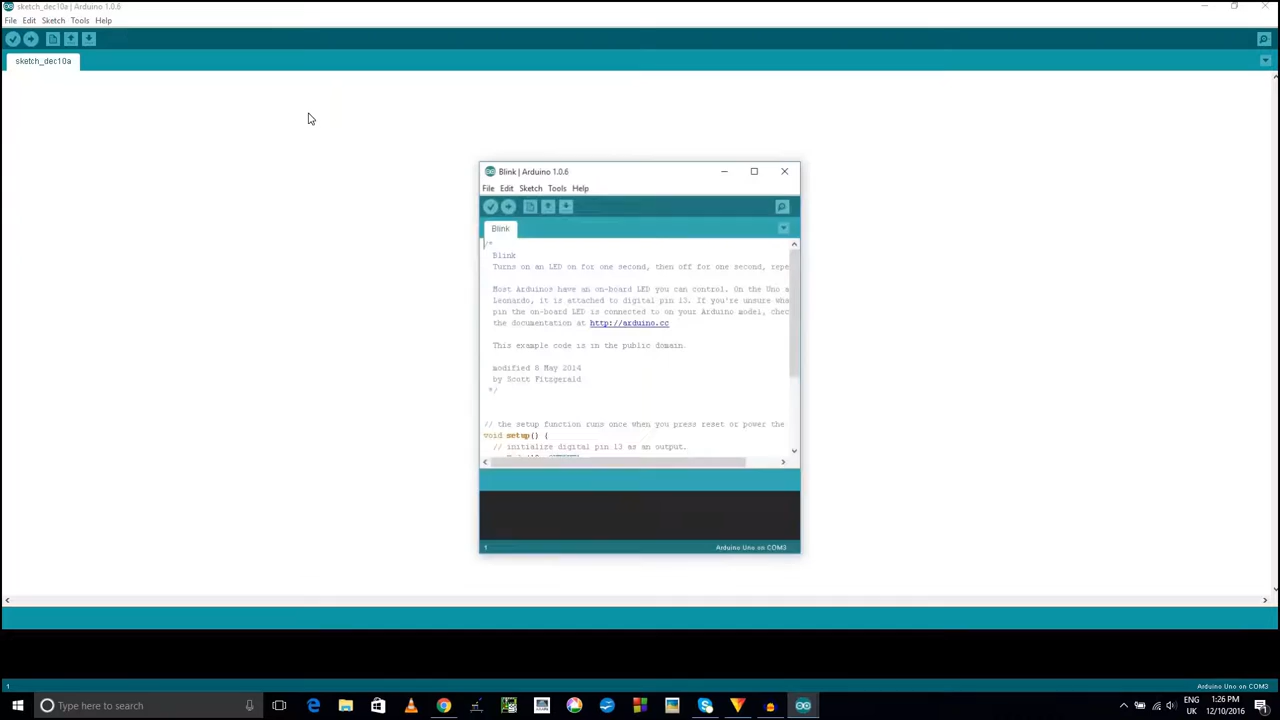 sketch_dec10a | Arduino 1.0.6
File Edit Sketch Tools Help
sketch_dec10a
Blink | Arduino 1.0.6
File Edit Sketch Tools Help
Blink
/*
Blink
Turns on an LED on for one second, then off for one second, repe
Most Arduinos have an on-board LED you can control. On the Uno a
Leonardo, it is attached to digital pin 13. If you're unsure wha
pin the on-board LED is connected to on your Arduino model, chec
the documentation at http://arduino.cc
This example code is in the public domain.
modified 8 May 2014
by Scott Fitzgerald
*/
// the setup function runs once when you press reset or power the
void setup() {
// initialize digital pin 13 as an output.
1
Arduino Uno on COM3
1
Arduino Uno on COM3
Type here to search
ENG
UK
1:26 PM
12/10/2016